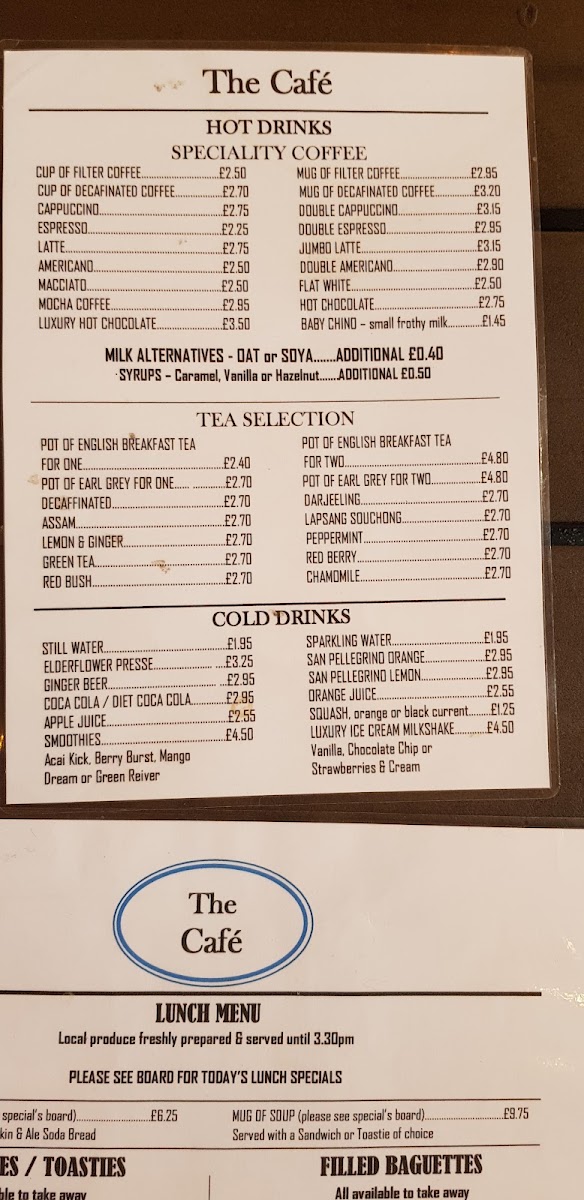 The Café
HOT DRINKS
SPECIALITY COFFEE
CUP OF FILTER COFFEE..........................£2.50
CUP OF DECAFINATED COFFEE................£2.70
CAPPUCCINO.......................................£2.75
ESPRESSO..........................................£2.25
LATTE...............................................£2.75
AMERICANO........................................£2.50
MACCIATO..........................................£2.50
MOCHA COFFEE....................................£2.95
LUXURY HOT CHOCOLATE.......................£3.50
MUG OF FILTER COFFEE........................£2.95
MUG OF DECAFINATED COFFEE.............£3.20
DOUBLE CAPPUCCINO..........................£3.15
DOUBLE ESPRESSO..............................£2.95
JUMBO LATTE.....................................£3.15
DOUBLE AMERICANO............................£2.90
FLAT WHITE.......................................£2.50
HOT CHOCOLATE..................................£2.75
BABY CHINO – small frothy milk............£1.45
MILK ALTERNATIVES - OAT or SOYA.......ADDITIONAL £0.40
SYRUPS – Caramel, Vanilla or Hazelnut......ADDITIONAL £0.50
TEA SELECTION
POT OF ENGLISH BREAKFAST TEA
FOR ONE............................................£2.40
POT OF EARL GREY FOR ONE..... ...........£2.70
DECAFFINATED....................................£2.70
ASSAM..............................................£2.70
LEMON & GINGER.................................£2.70
GREEN TEA.........................................£2.70
RED BUSH..........................................£2.70
POT OF ENGLISH BREAKFAST TEA
FOR TWO...........................................£4.80
POT OF EARL GREY FOR TWO.................£4.80
DARJEELING.......................................£2.70
LAPSANG SOUCHONG...........................£2.70
PEPPERMINT......................................£2.70
RED BERRY........................................£2.70
CHAMOMILE.......................................£2.70
COLD DRINKS
STILL WATER......................................£1.95
ELDERFLOWER PRESSE.................. ....£3.25
GINGER BEER.................................. ...£2.95
COCA COLA / DIET COCA COLA............£2.95
APPLE JUICE......................................£2.55
SMOOTHIES.......................................£4.50
Acai Kick, Berry Burst, Mango
Dream or Green Reiver
SPARKLING WATER..............................£1.95
SAN PELLEGRINO ORANGE...................£2.95
SAN PELLEGRINO LEMON.....................£2.95
ORANGE JUICE...................................£2.55
SQUASH, orange or black current.......£1.25
LUXURY ICE CREAM MILKSHAKE...........£4.50
Vanilla, Chocolate Chip or
Strawberries & Cream
The
Café
LUNCH MENU
Local produce freshly prepared & served until 3.30pm
PLEASE SEE BOARD FOR TODAY'S LUNCH SPECIALS
special's board).........................£6.25
kin & Ale Soda Bread
MUG OF SOUP (please see special's board)..........................£9.75
Served with a Sandwich or Toastie of choice
ES / TOASTIES
ble to take away
FILLED BAGUETTES
All available to take away